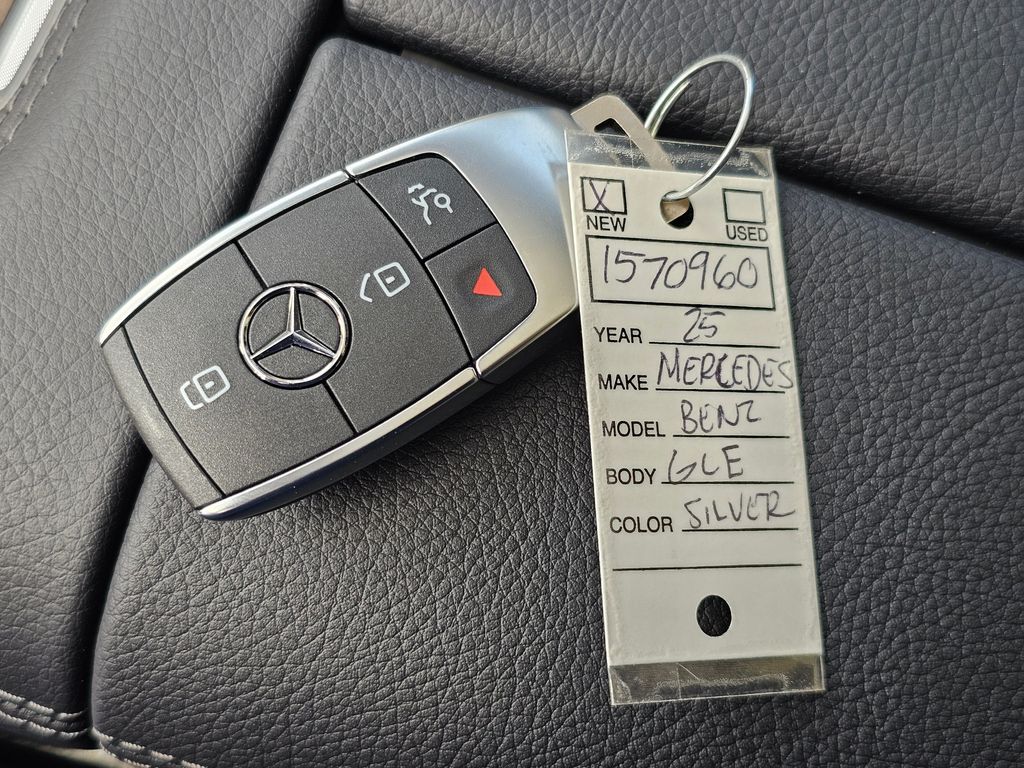 X
NEW USED
1570960
YEAR 25
MAKE MERCEDES
MODEL BENZ
BODY GLE
COLOR SILVER